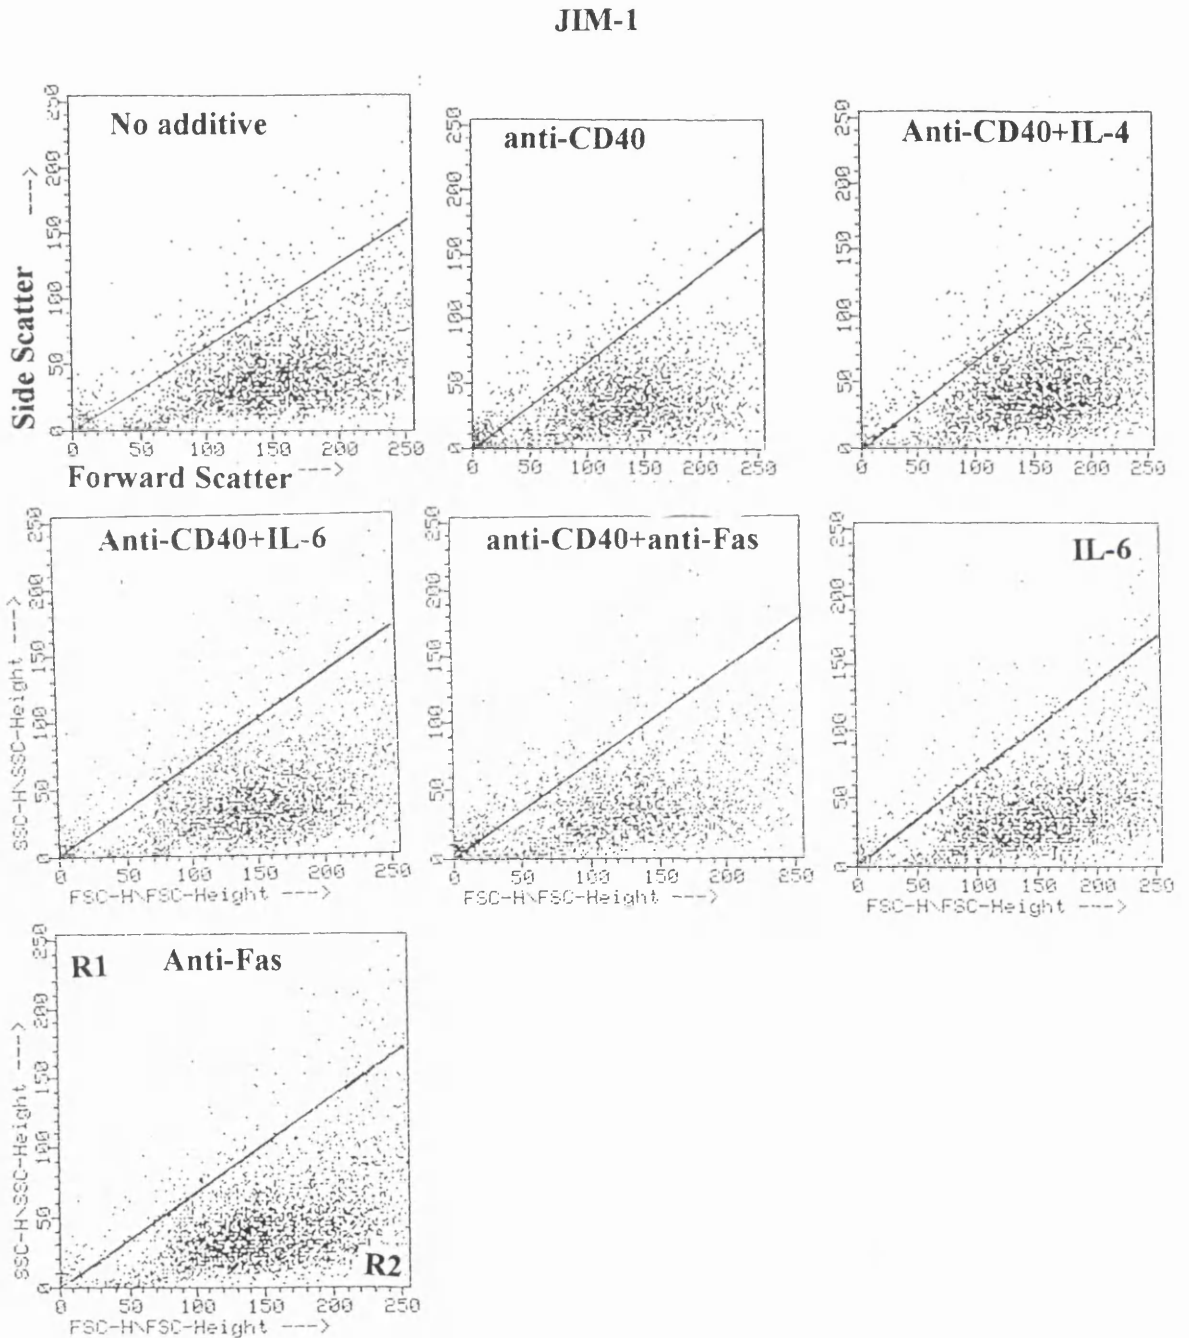 JIM-1
No additive
250
200
150
100
50
0
Side Scatter --->
0 50 100 150 200 250
Forward Scatter --->
anti-CD40
250
200
150
100
50
0
0 50 100 150 200 250
Anti-CD40+IL-4
250
200
150
100
50
0
0 50 100 150 200 250
Anti-CD40+IL-6
250
200
150
100
50
0
SSC-H\SSC-Height --->
0 50 100 150 200 250
FSC-H\FSC-Height --->
anti-CD40+anti-Fas
250
200
150
100
50
0
0 50 100 150 200 250
FSC-H\FSC-Height --->
IL-6
250
200
150
100
50
0
0 50 100 150 200 250
FSC-H\FSC-Height --->
R1 Anti-Fas
250
200
150
100
50
0
SSC-H\SSC-Height --->
R2
0 50 100 150 200 250
FSC-H\FSC-Height --->